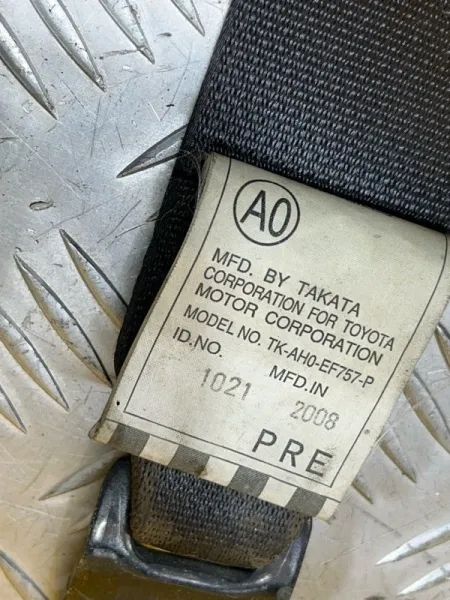 A0
MFD. BY TAKATA
CORPORATION FOR TOYOTA
MOTOR CORPORATION
MODEL NO. TK-AH0-EF757-P
ID.NO. MFD.IN
1021 2008
PRE